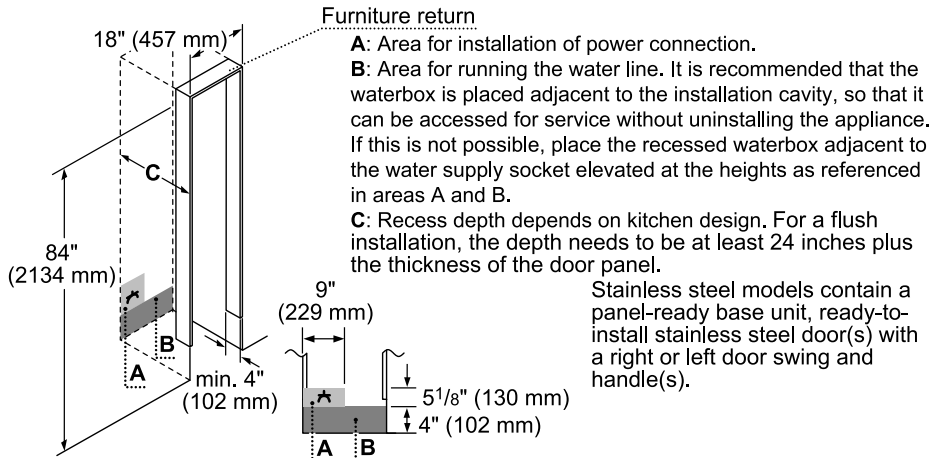 Furniture return
18" (457 mm)
A: Area for installation of power connection.
B: Area for running the water line. It is recommended that the
waterbox is placed adjacent to the installation cavity, so that it
can be accessed for service without uninstalling the appliance.
If this is not possible, place the recessed waterbox adjacent to
the water supply socket elevated at the heights as referenced
in areas A and B.
C: Recess depth depends on kitchen design. For a flush
installation, the depth needs to be at least 24 inches plus
the thickness of the door panel.
C
84"
(2134 mm)
B
A
min. 4"
(102 mm)
9"
(229 mm)
5 1/8" (130 mm)
4" (102 mm)
A B
Stainless steel models contain a
panel-ready base unit, ready-to-
install stainless steel door(s) with
a right or left door swing and
handle(s).